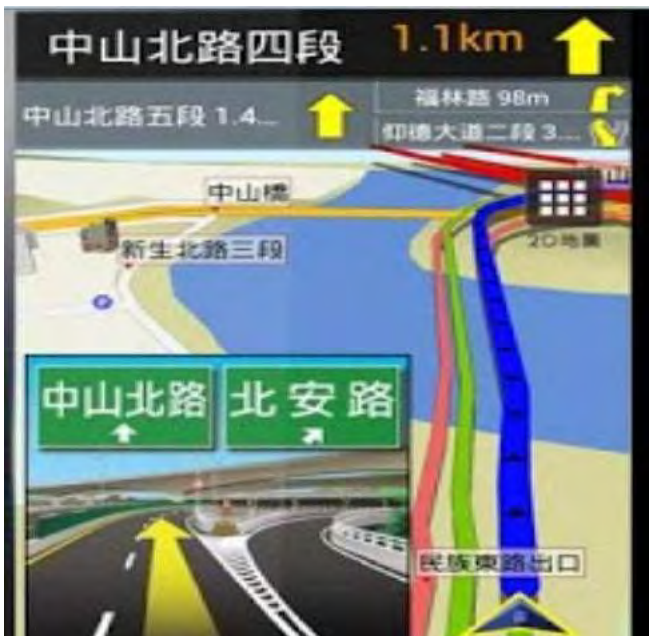 中山北路四段 1.1km
中山北路五段 1.4...
福林路 98m
仰德大道二段 3...
中山橋
中山
2D地圖
新生北路三段
P
中山北路
北安路
民族東路出口